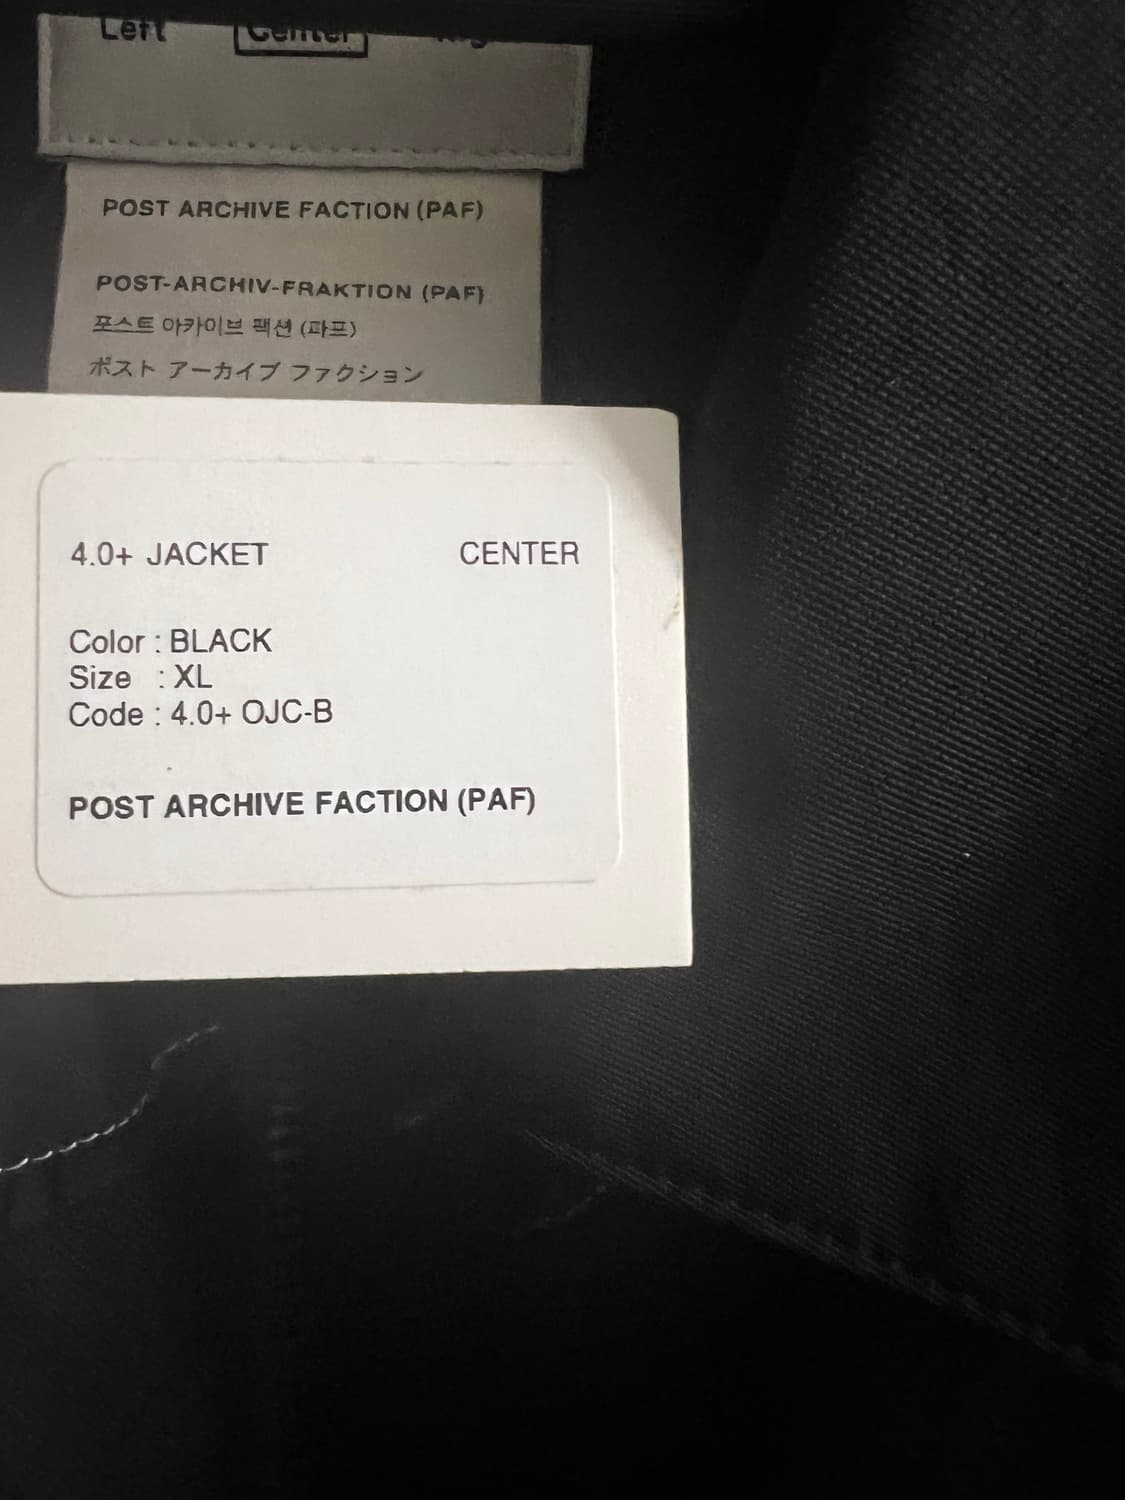 Left Center
POST ARCHIVE FACTION (PAF)
POST-ARCHIV-FRAKTION (PAF)
포스트 아카이브 팩션 (파프)
ポスト アーカイブ ファクション
4.0+ JACKET CENTER
Color : BLACK
Size : XL
Code : 4.0+ OJC-B
POST ARCHIVE FACTION (PAF)